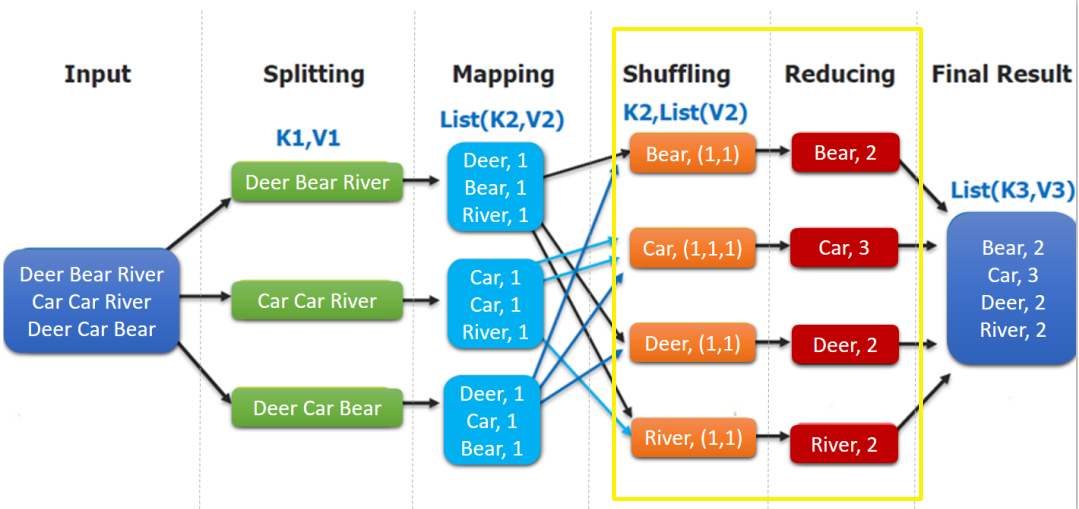 Input
Splitting
Mapping
Shuffling
Reducing
Final Result
K1,V1
List(K2,V2)
K2,List(V2)
List(K3,V3)
Deer Bear River
Car Car River
Deer Car Bear
Deer Bear River
Car Car River
Deer Car Bear
Deer, 1
Bear, 1
River, 1
Car, 1
Car, 1
River, 1
Deer, 1
Car, 1
Bear, 1
Bear, (1,1)
Car, (1,1,1)
Deer, (1,1)
River, (1,1)
Bear, 2
Car, 3
Deer, 2
River, 2
Bear, 2
Car, 3
Deer, 2
River, 2